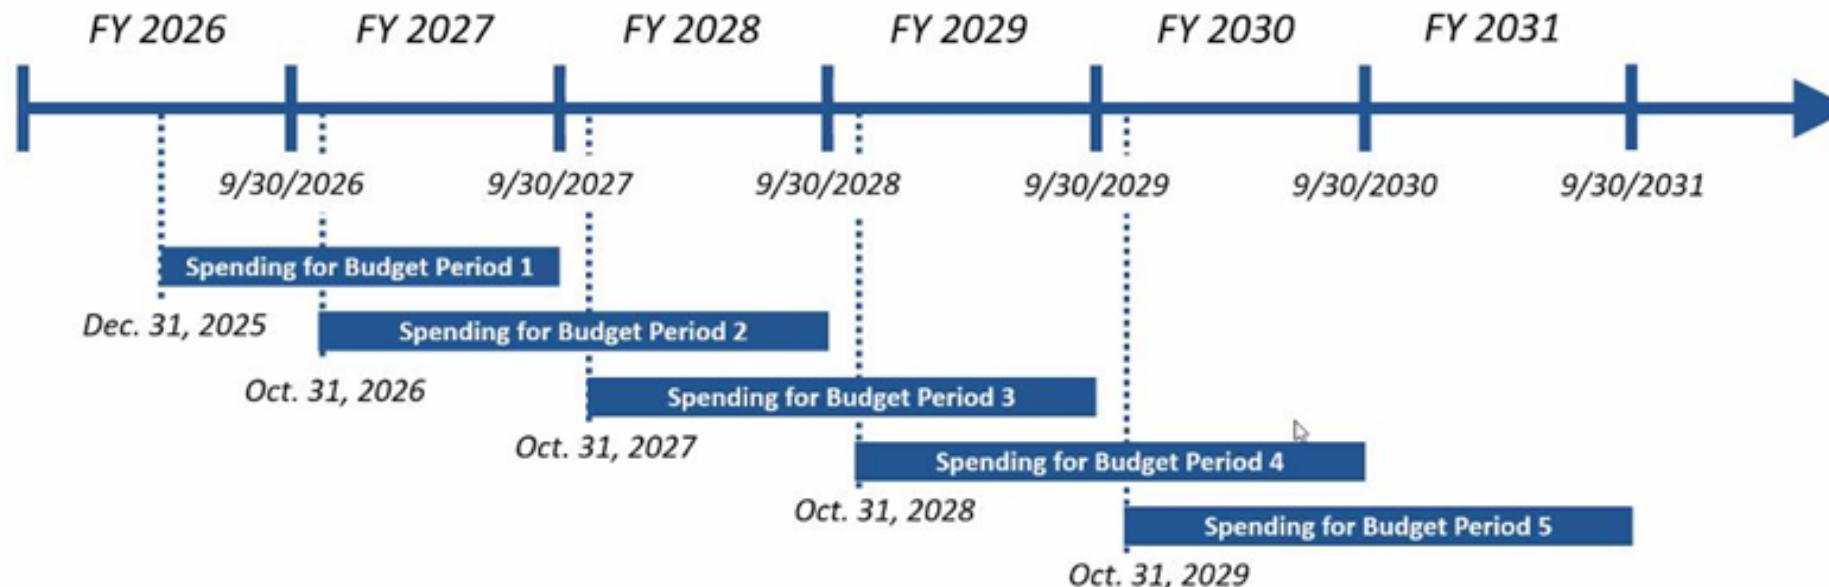 FY 2026 FY 2027 FY 2028 FY 2029 FY 2030 FY 2031
9/30/2026 9/30/2027 9/30/2028 9/30/2029 9/30/2030 9/30/2031
Spending for Budget Period 1
Dec. 31, 2025
Spending for Budget Period 2
Oct. 31, 2026
Spending for Budget Period 3
Oct. 31, 2027
Spending for Budget Period 4
Oct. 31, 2028
Spending for Budget Period 5
Oct. 31, 2029